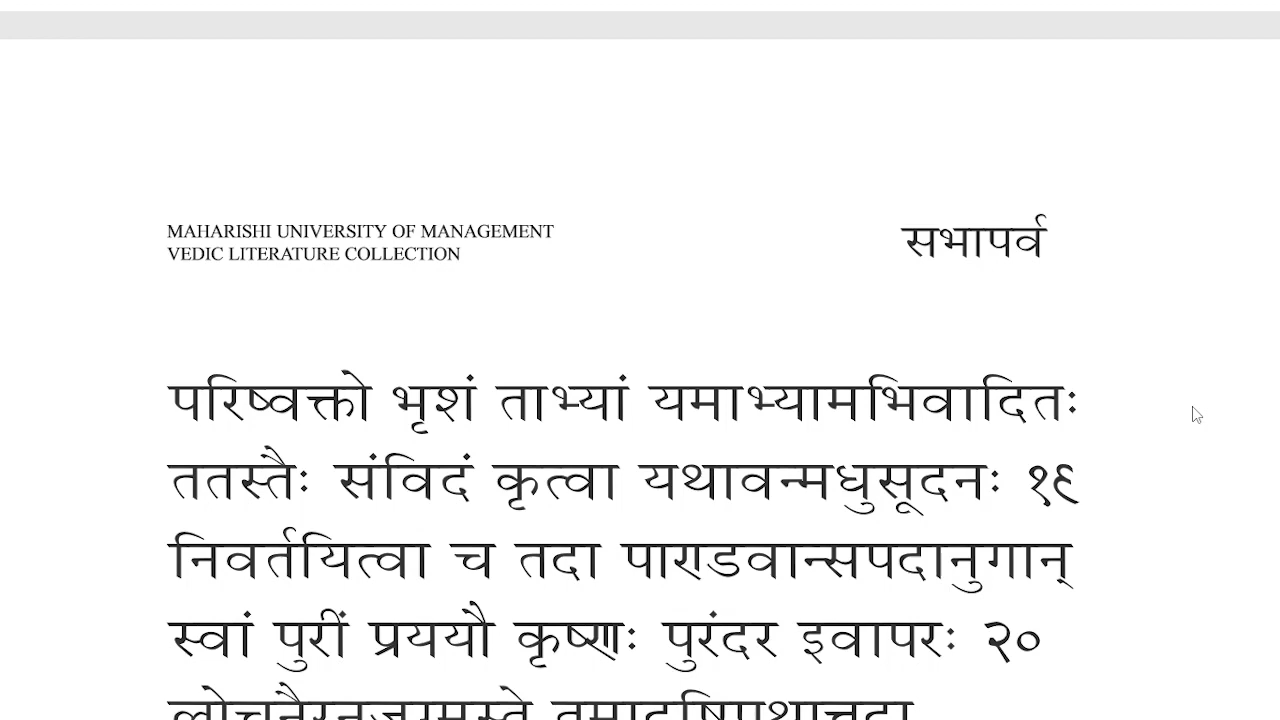 MAHARISHI UNIVERSITY OF MANAGEMENT
VEDIC LITERATURE COLLECTION
सभापर्व
परिष्वक्तो भृशं ताभ्यां यमाभ्यामभिवादितः
ततस्तैः संविदं कृत्वा यथावन्मधुसूदनः १९
निवर्तयित्वा च तदा पाण्डवान्सपदानुगान्
स्वां पुरीं प्रययौ कृष्णः पुरंदर इवापरः २०